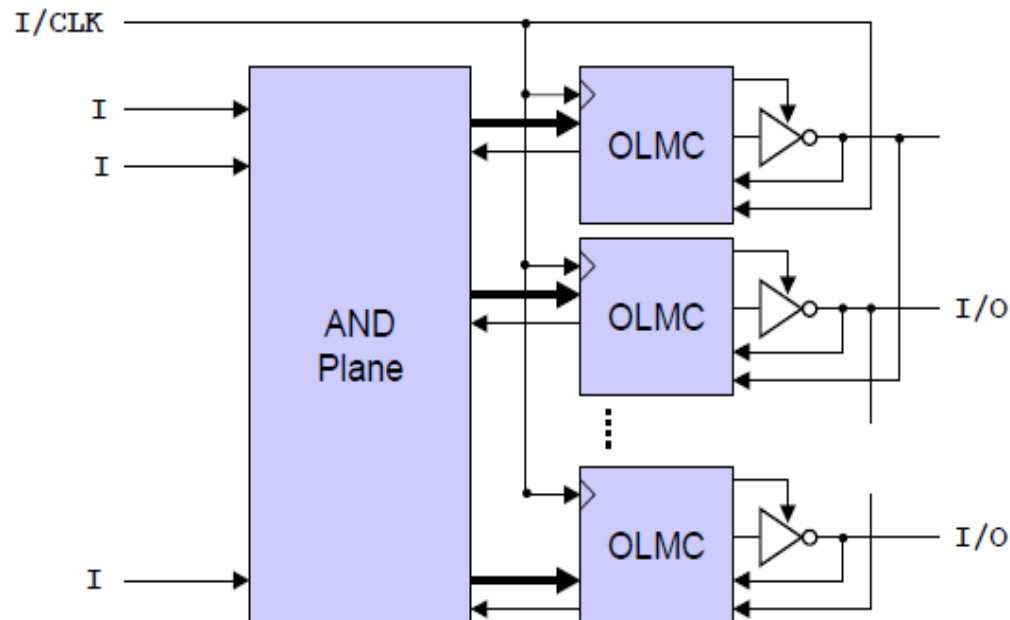 I/CLK
I
I
OLMC
OLMC
I/O
AND
Plane
OLMC
I/O
I